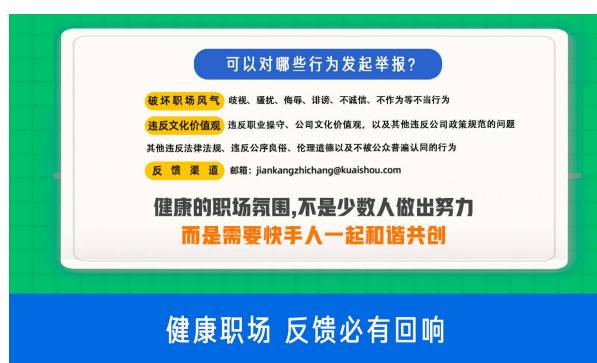 可以对哪些行为发起举报?
破坏职场风气 歧视、骚扰、侮辱、诽谤、不诚信、不作为等不当行为
违反文化价值观 违反职业操守、公司文化价值观，以及其他违反公司政策规范的问题
其他违反法律法规、违反公序良俗、伦理道德以及不被公众普遍认同的行为
反馈渠道 邮箱：jiankangzhichang@kuaishou.com
健康的职场氛围,不是少数人做出努力
而是需要快手人一起和谐共创
健康职场 反馈必有回响